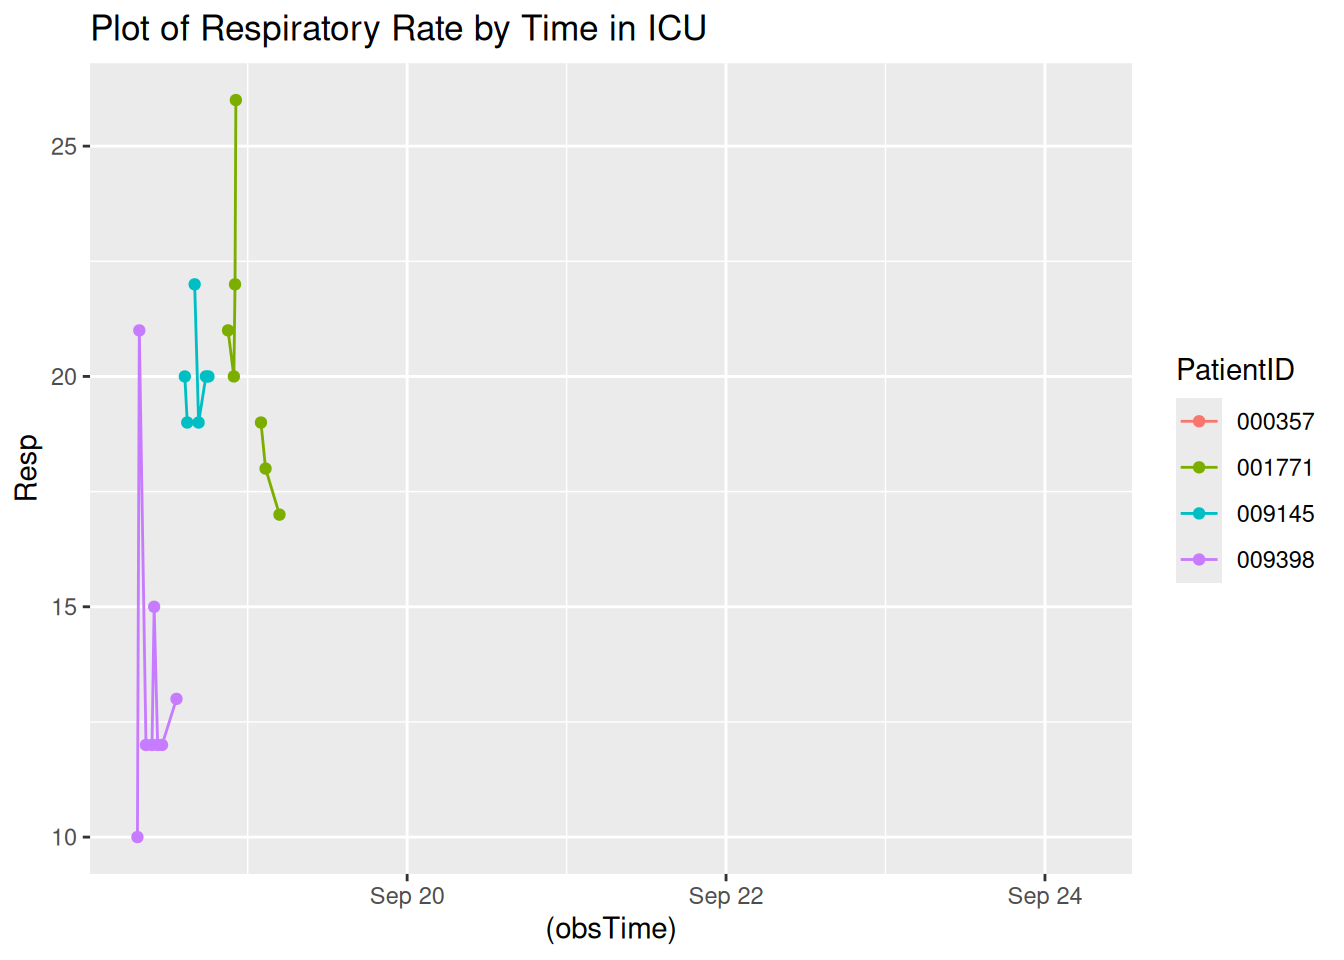 Plot of Respiratory Rate by Time in ICU
25
20
15
10
Resp
Sep 20
Sep 22
Sep 24
(obsTime)
PatientID
000357
001771
009145
009398